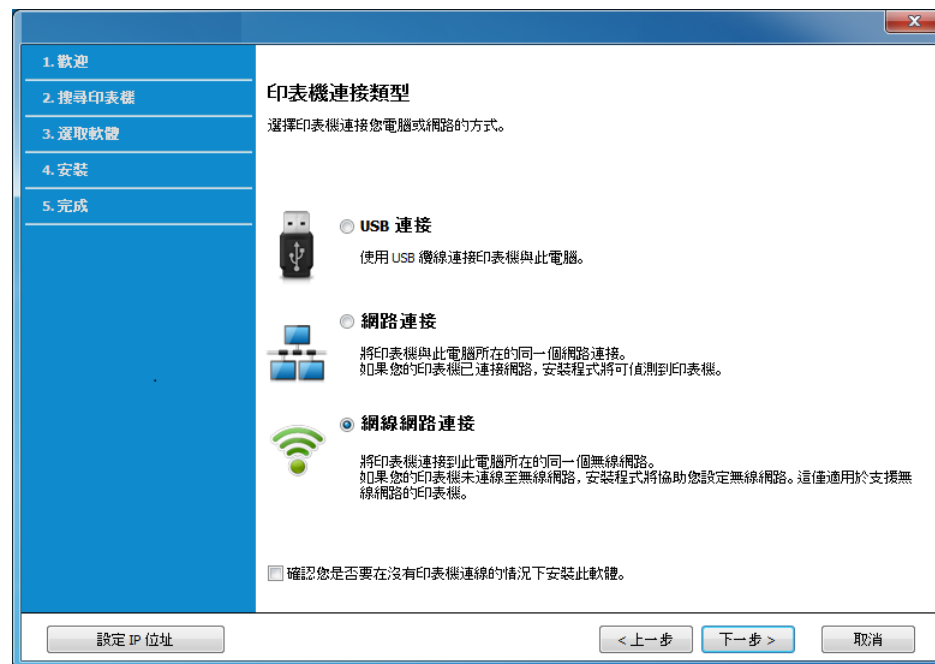 1. 歡迎
2. 搜尋印表機
3. 選取軟體
4. 安裝
5. 完成
印表機連接類型
選擇印表機連接您電腦或網路的方式。
USB 連接
使用 USB 纜線連接印表機與此電腦。
網路連接
將印表機與此電腦所在的同一個網路連接。
如果您的印表機已連接網路, 安裝程式將可偵測到印表機。
網線網路連接
將印表機連接到此電腦所在的同一個無線網路。
如果您的印表機未連線至無線網路, 安裝程式將協助您設定無線網路。這僅適用於支援無
線網路的印表機。
確認您是否要在沒有印表機連線的情況下安裝此軟體。
設定 IP 位址
< 上一步
下一步 >
取消